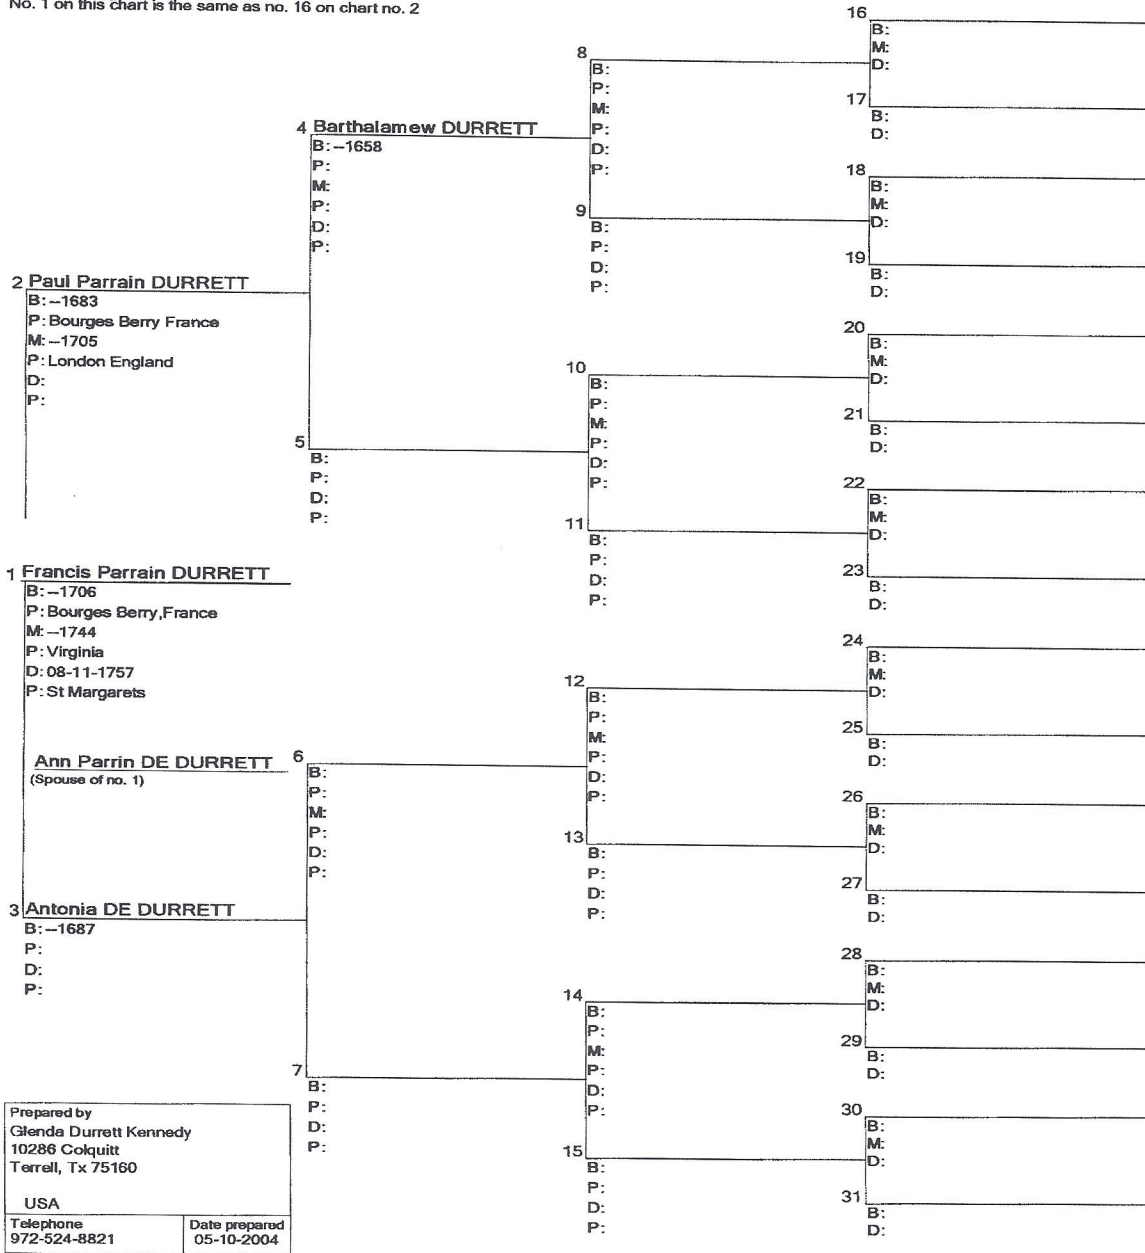 No. 1 on this chart is the same as no. 16 on chart no. 2
2 Paul Parrain DURRETT
B: --1683
P: Bourges Berry France
M: --1705
P: London England
D:
P:
1 Francis Parrain DURRETT
B: --1706
P: Bourges Berry,France
M: --1744
P: Virginia
D: 08-11-1757
P: St Margarets
Ann Parrin DE DURRETT
(Spouse of no. 1)
3 Antonia DE DURRETT
B: --1687
P:
D:
P:
4 Barthalamew DURRETT
B: --1658
P:
M:
P:
D:
P:
5
B:
P:
D:
P:
6
B:
P:
M:
P:
D:
P:
7
B:
P:
D:
P:
8
B:
P:
M:
P:
D:
P:
9
B:
P:
D:
P:
10
B:
P:
M:
P:
D:
P:
11
B:
P:
D:
P:
12
B:
P:
M:
P:
D:
P:
13
B:
P:
D:
P:
14
B:
P:
M:
P:
D:
P:
15
B:
P:
D:
P:
16
B:
M:
D:
17
B:
D:
18
B:
M:
D:
19
B:
D:
20
B:
M:
D:
21
B:
D:
22
B:
M:
D:
23
B:
D:
24
B:
M:
D:
25
B:
D:
26
B:
M:
D:
27
B:
D:
28
B:
M:
D:
29
B:
D:
30
B:
M:
D:
31
B:
D:
Prepared by
Glenda Durrett Kennedy
10286 Colquitt
Terrell, Tx 75160
USA
Telephone
972-524-8821
Date prepared
05-10-2004